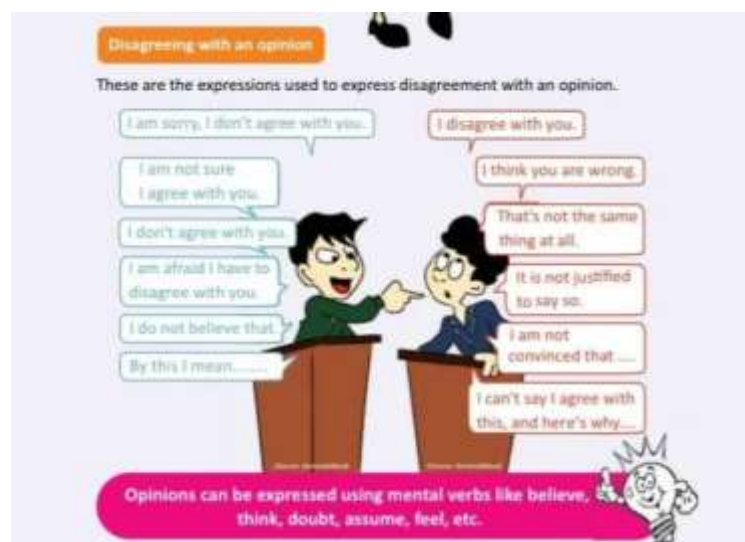 Disagreeing with an opinion
These are the expressions used to express disagreement with an opinion.
I am sorry, I don't agree with you.
I am not sure
I agree with you.
I don't agree with you.
I am afraid I have to
disagree with you.
I do not believe that
By this I mean........
I disagree with you.
I think you are wrong.
That's not the same
thing at all.
It is not justified
to say so.
I am not
convinced that ....
I can't say I agree with
this, and here's why....
Opinions can be expressed using mental verbs like believe,
think, doubt, assume, feel, etc.